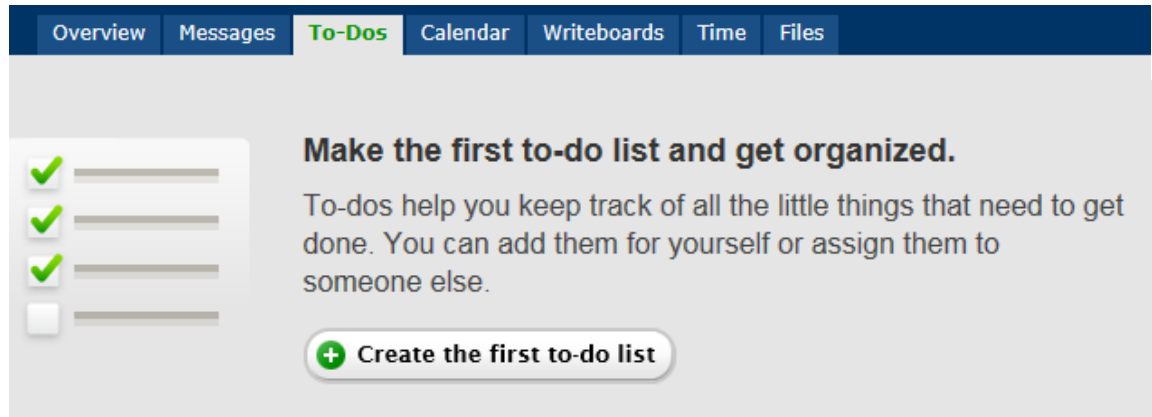 Overview Messages To-Dos Calendar Writeboards Time Files
Make the first to-do list and get organized.
To-dos help you keep track of all the little things that need to get
done. You can add them for yourself or assign them to
someone else.
Create the first to-do list